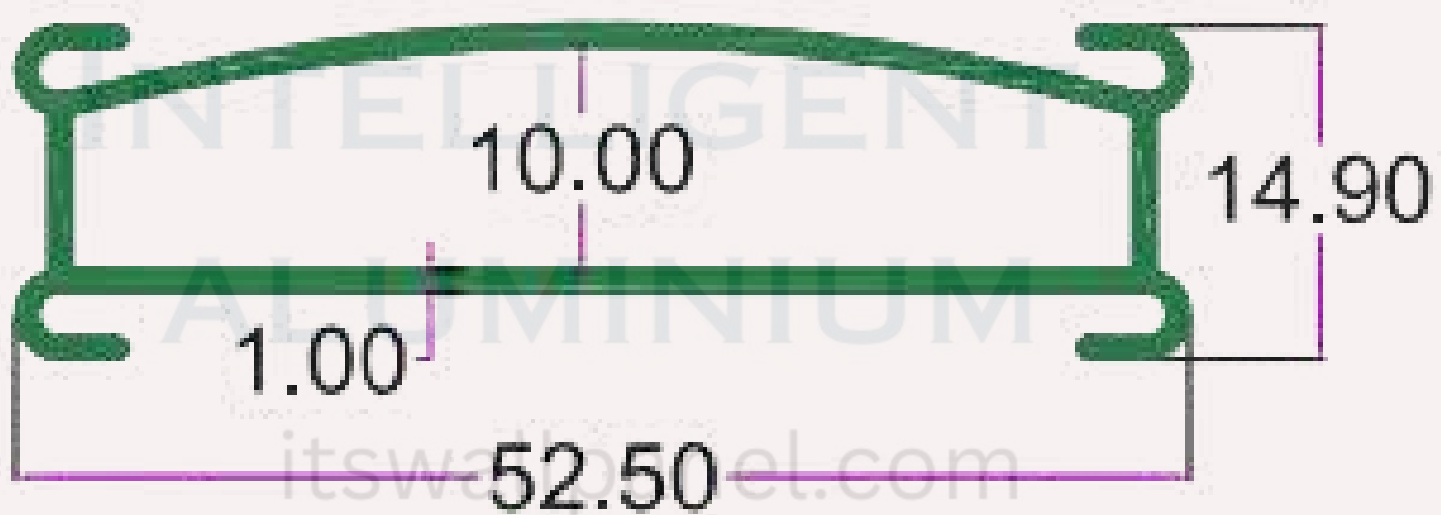 INTELLIGENT
10.00
14.90
ALUMINIUM
1.00
itswallpanel.com
52.50